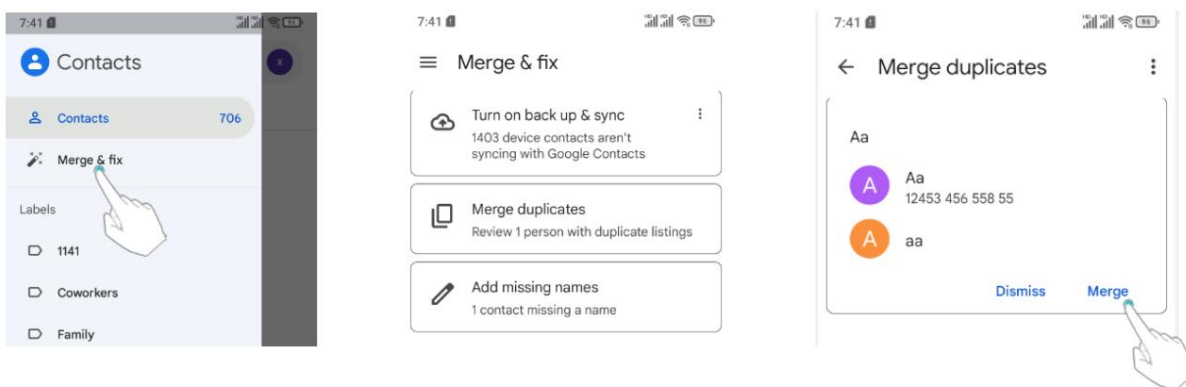 7:41
Contacts
X
Contacts 706
Merge & fix
Labels
1141
Coworkers
Family
7:41
96
Merge & fix
Turn on back up & sync
1403 device contacts aren't
syncing with Google Contacts
Merge duplicates
Review 1 person with duplicate listings
Add missing names
1 contact missing a name
7:41
96
Merge duplicates
Aa
A
Aa
12453 456 558 55
A
aa
Dismiss Merge